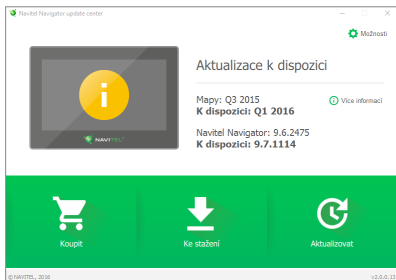 Navitel Navigator update center
Možnosti
Aktualizace k dispozici
Mapy: Q3 2015
Více informací
K dispozici: Q1 2016
Navitel Navigator: 9.6.2475
K dispozici: 9.7.1114
NAVITEL
Koupit
Ke stažení
Aktualizovat
© NAVITEL, 2016
v2.0.0.13